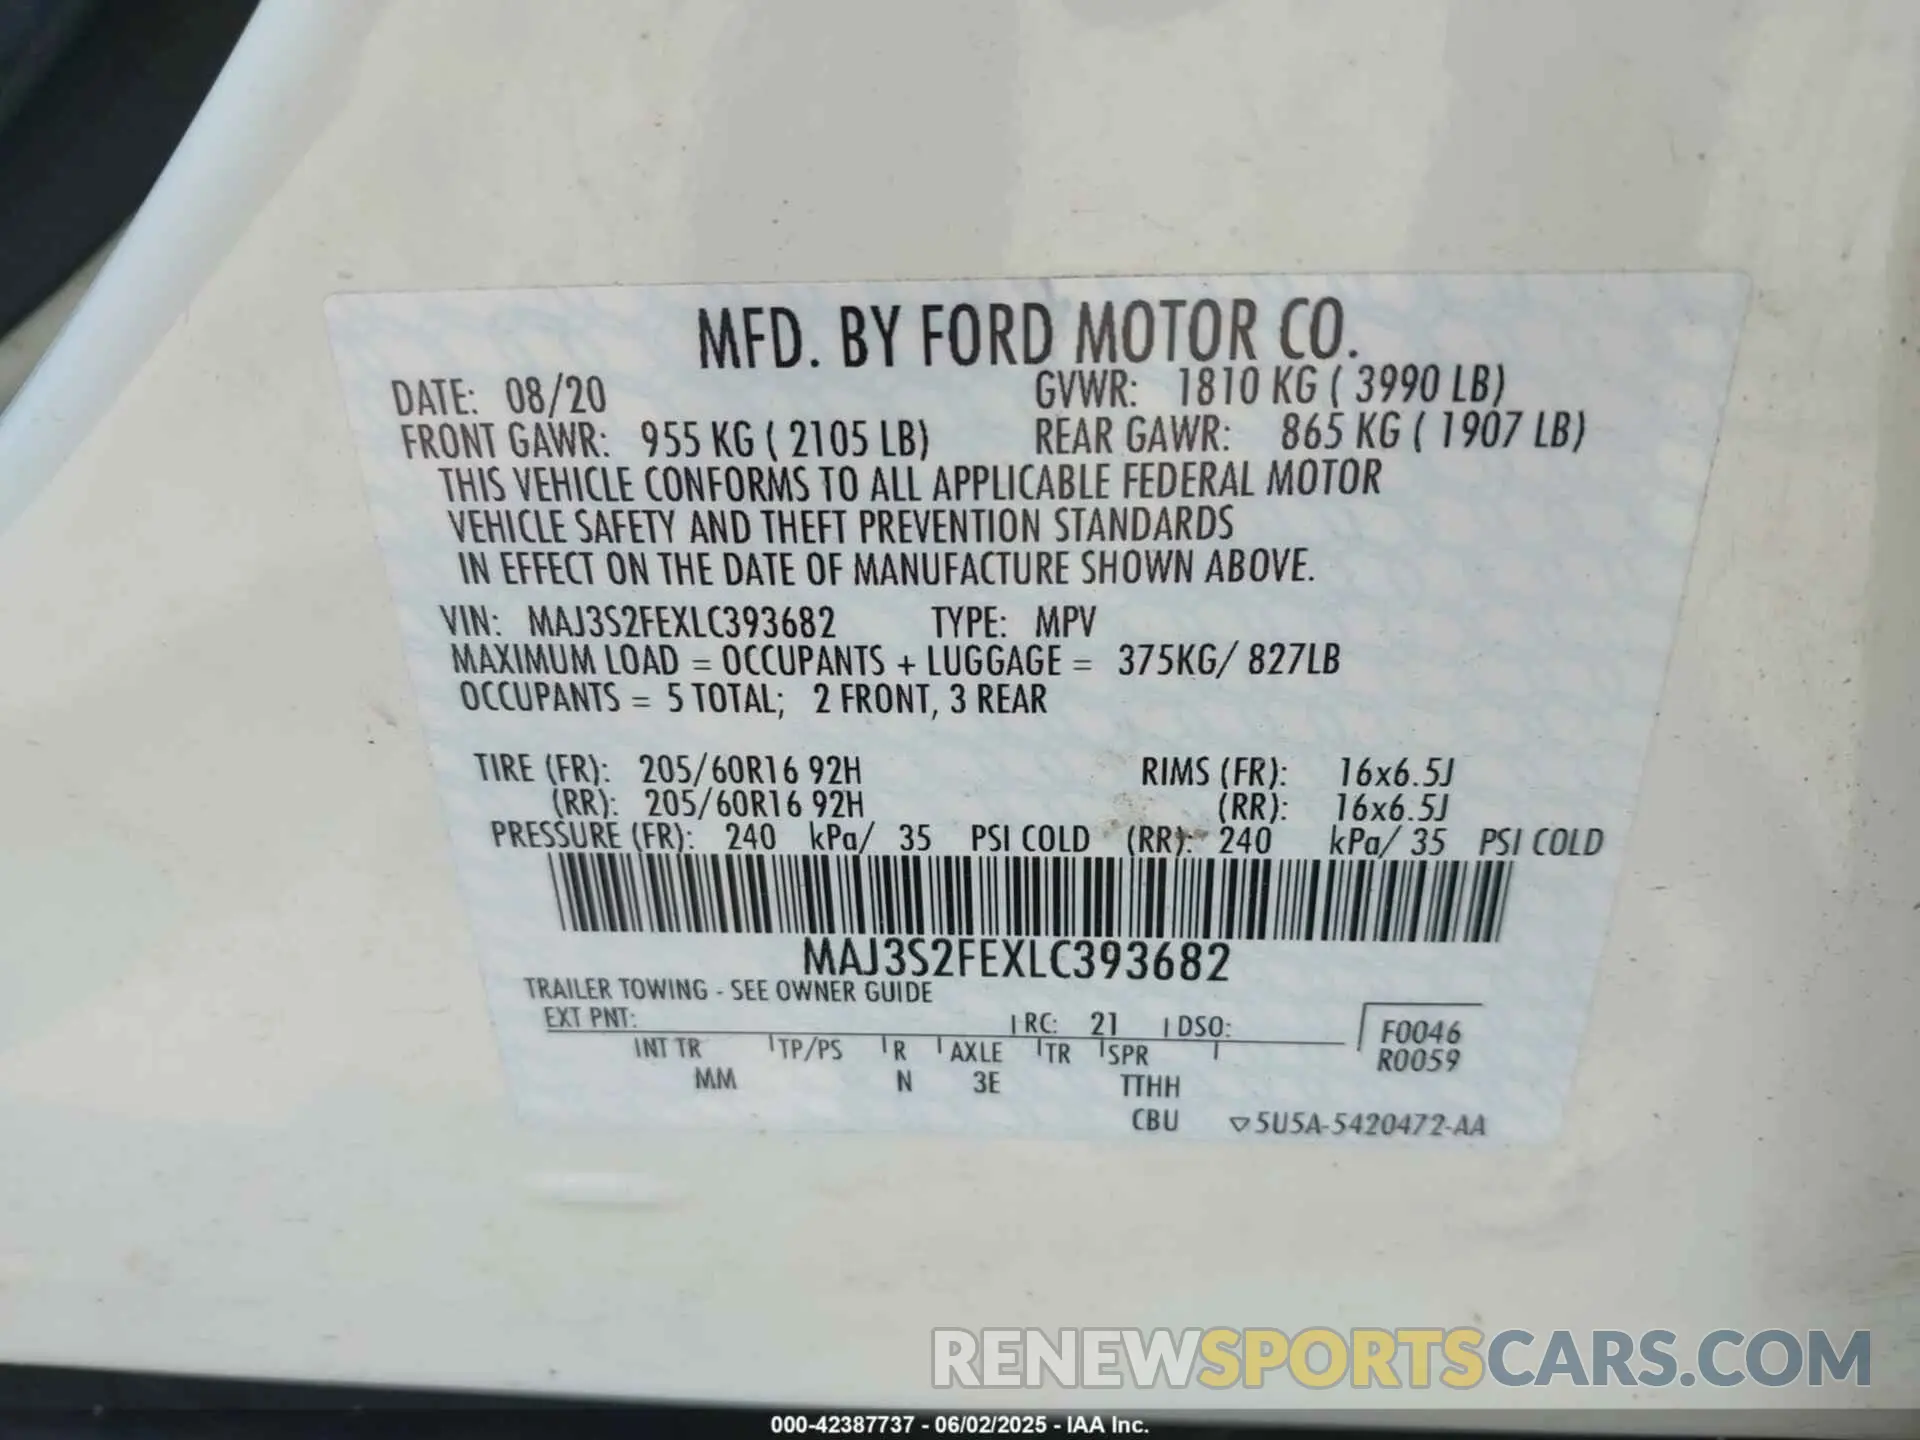 MFD. BY FORD MOTOR CO.
DATE: 08/20 GVWR: 1810 KG ( 3990 LB)
FRONT GAWR: 955 KG ( 2105 LB) REAR GAWR: 865 KG ( 1907 LB)
THIS VEHICLE CONFORMS TO ALL APPLICABLE FEDERAL MOTOR
VEHICLE SAFETY AND THEFT PREVENTION STANDARDS
IN EFFECT ON THE DATE OF MANUFACTURE SHOWN ABOVE.
VIN: MAJ3S2FEXLC393682 TYPE: MPV
MAXIMUM LOAD = OCCUPANTS + LUGGAGE = 375KG/ 827LB
OCCUPANTS = 5 TOTAL; 2 FRONT, 3 REAR
TIRE (FR): 205/60R16 92H RIMS (FR): 16x6.5J
(RR): 205/60R16 92H (RR): 16x6.5J
PRESSURE (FR): 240 kPa/ 35 PSI COLD (RR): 240 kPa/ 35 PSI COLD
MAJ3S2FEXLC393682
TRAILER TOWING - SEE OWNER GUIDE
EXT PNT: RC: 21 DSO: F0046
INT TR TP/PS R AXLE TR SPR R0059
MM N 3E TTHH
CBU ▽5U5A-5420472-AA
RENEWSPORTSCARS.COM
000-42387737 - 06/02/2025 - IAA Inc.